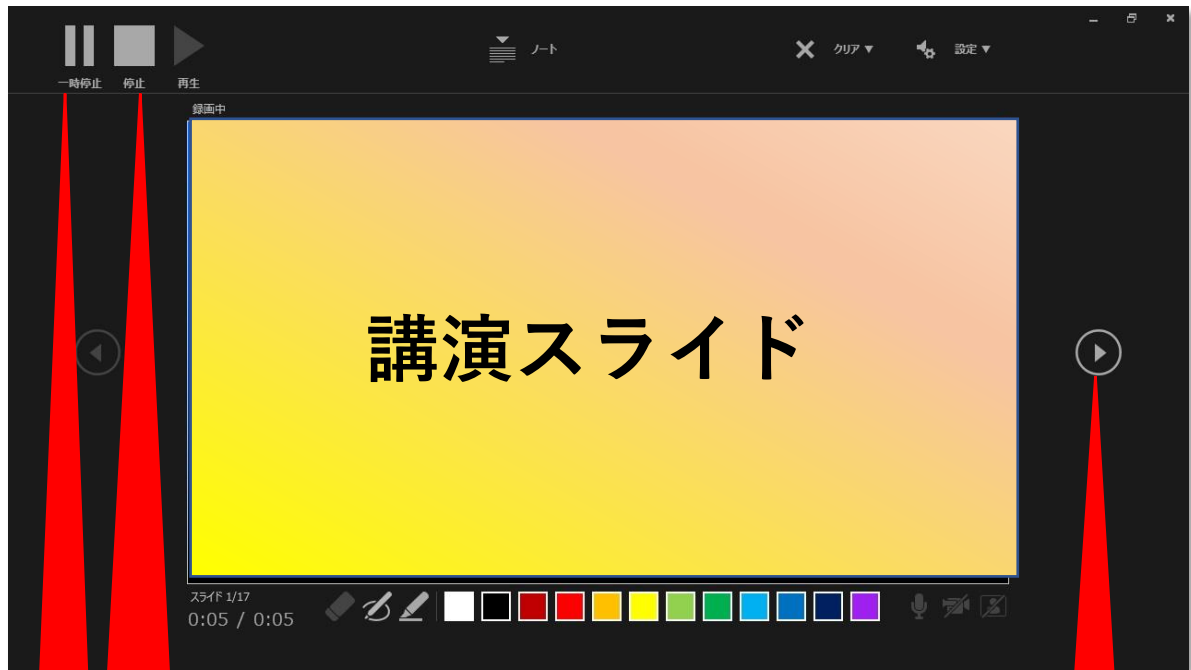 一時停止 停止 再生
ノート
クリア▼
設定▼
録画中
講演スライド
スライド 1/17
0:05 / 0:05